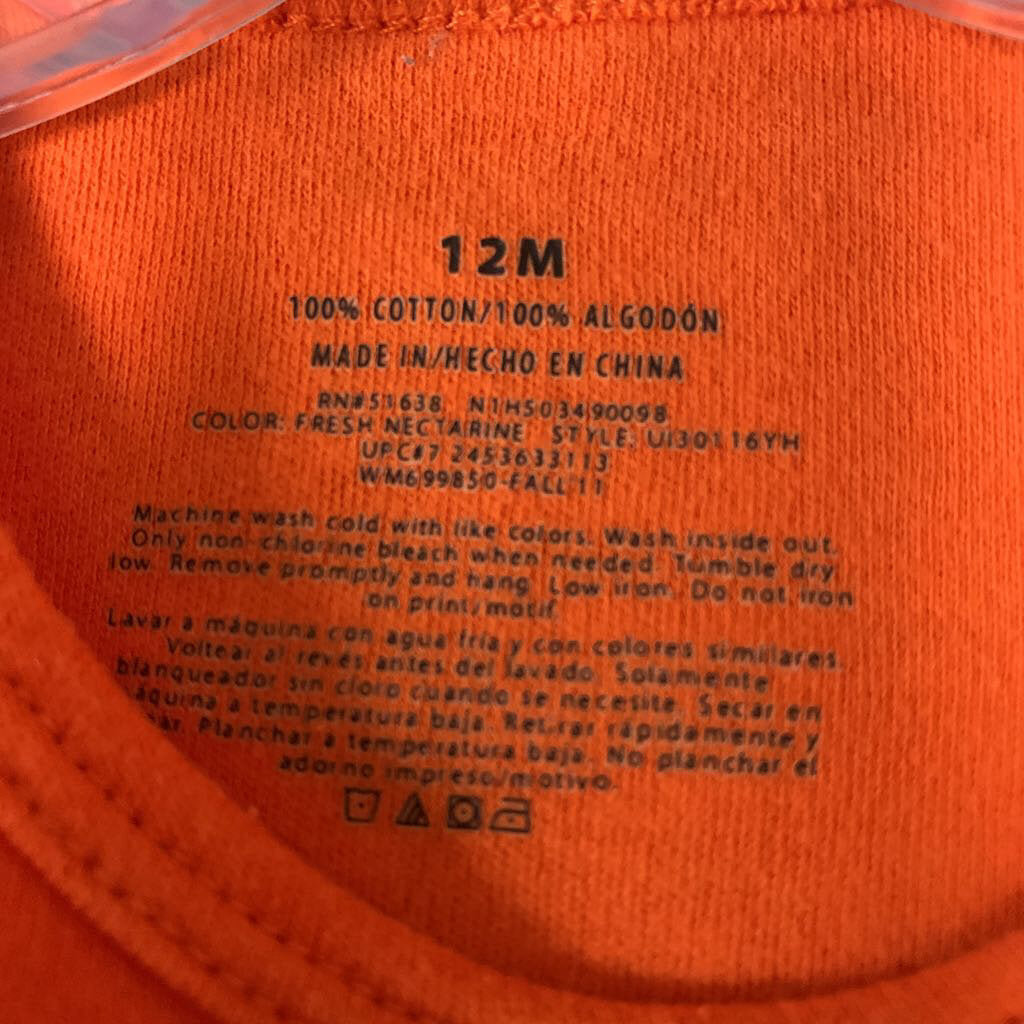 12M
100% COTTON/100% ALGODÓN
MADE IN/HECHO EN CHINA
RN#51638 N1H503490098
COLOR: FRESH NECTARINE STYLE: UI30116YH
UPC#7 2453633113
WM699850-FALL'11
Machine wash cold with like colors. Wash inside out.
Only non-chlorine bleach when needed. Tumble dry
low. Remove promptly and hang. Low iron. Do not iron
on print/motif.
Lavar a máquina con agua fría y con colores similares.
Voltear al revés antes del lavado. Solamente
blanqueador sin cloro cuando se necesite. Secar en
a temperatura baja. Retirar rápidamente y
Planchar a temperatura baja. No planchar el
adorno impreso/motivo.